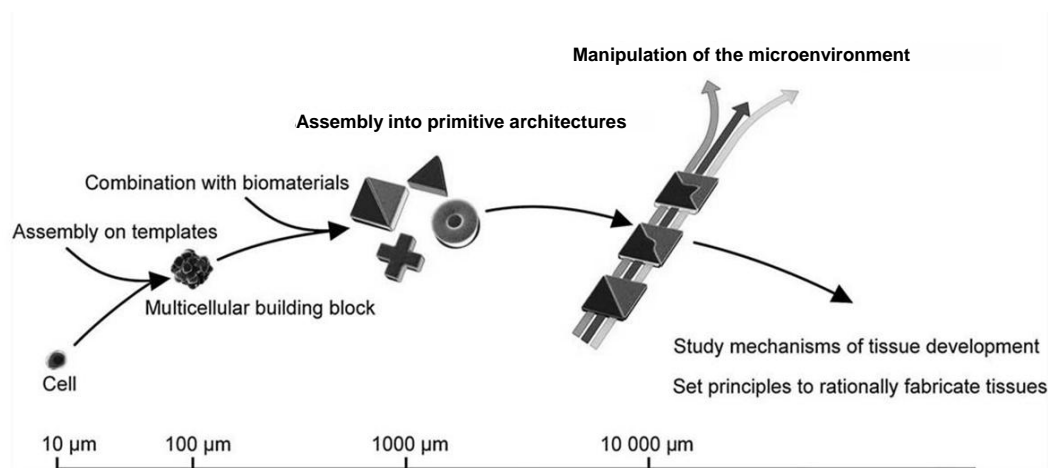 Manipulation of the microenvironment
Assembly into primitive architectures
Combination with biomaterials
Assembly on templates
Multicellular building block
Cell
Study mechanisms of tissue development
Set principles to rationally fabricate tissues
10 µm
100 µm
1000 µm
10 000 µm